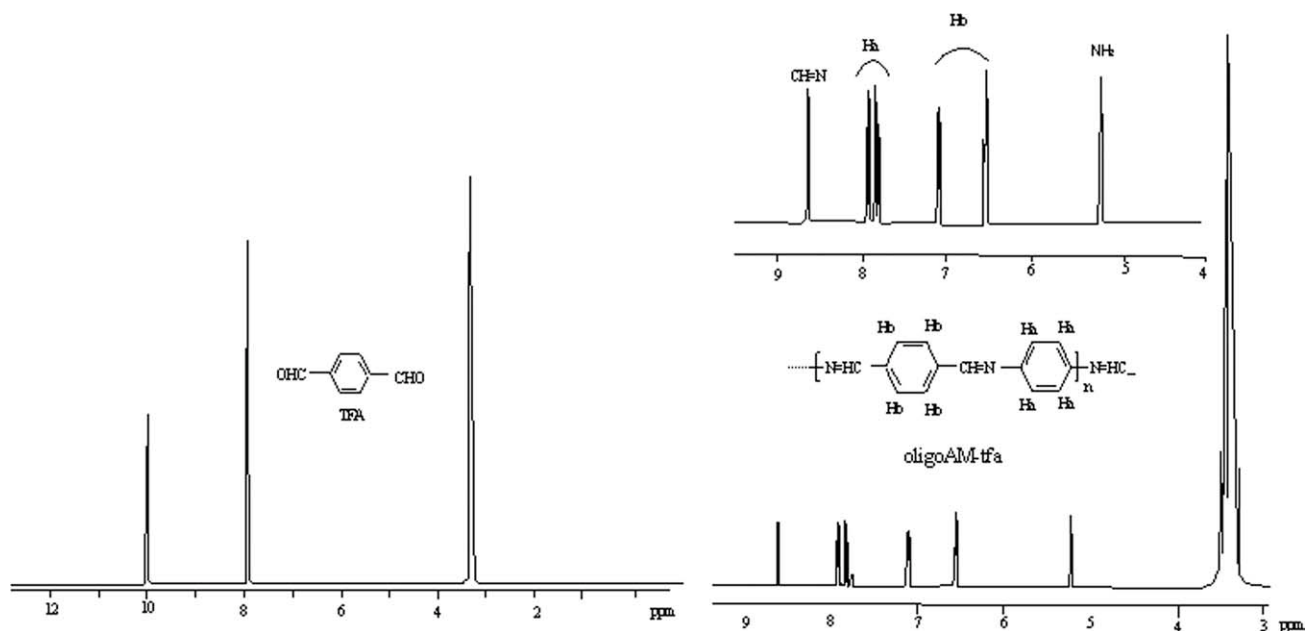 OHC
CHO
TFA
12 10 8 6 4 2 ppm
Hb
Ha
NH₂
CH=N
9 8 7 6 5 4
Hb Hb Ha Ha
N=HC CH=N N=HC
n
Hb Hb Ha Ha
oligoAM-tfa
9 8 7 6 5 4 3 ppm